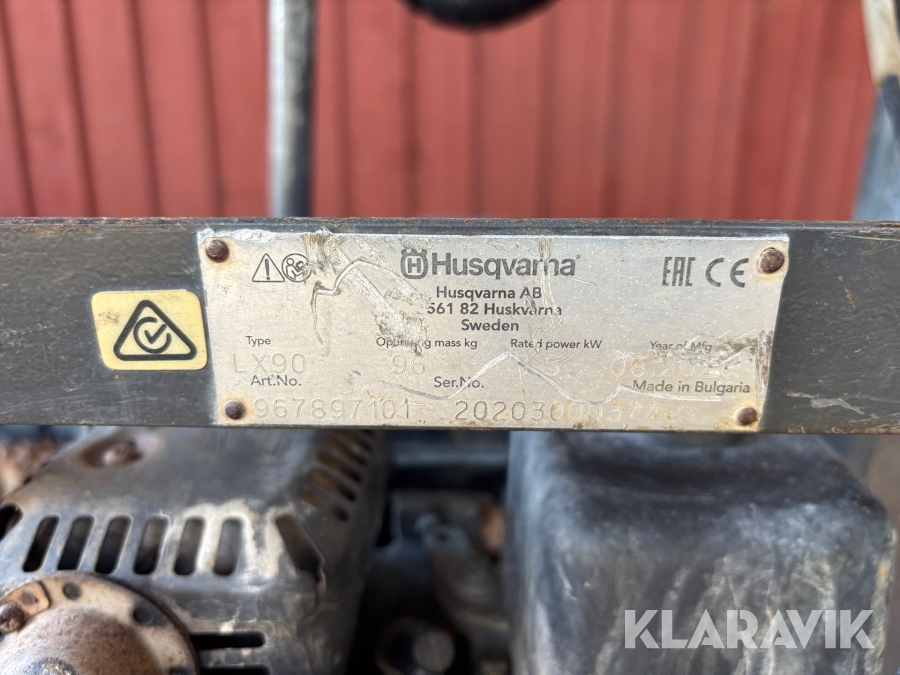 Husqvarna
EAC CE
Husqvarna AB
561 82 Huskvarna
Sweden
Type Operating mass kg Rated power kW Year of Mfg
LX90 96
Art.No. Ser.No. Made in Bulgaria
967897101
KLARAVIK